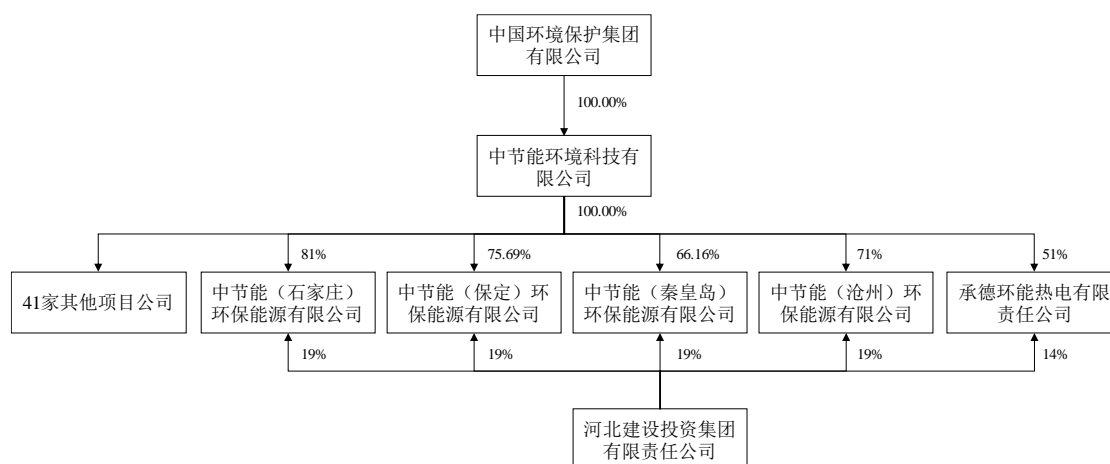 中国环境保护集团
有限公司
100.00%
中节能环境科技有
限公司
100.00%
81%
75.69%
66.16%
71%
51%
41家其他项目公司
中节能（石家庄）
环保能源有限公司
中节能（保定）环
保能源有限公司
中节能（秦皇岛）
环保能源有限公司
中节能（沧州）环
保能源有限公司
承德环能热电有限
责任公司
19%
19%
19%
19%
14%
河北建设投资集团
有限责任公司